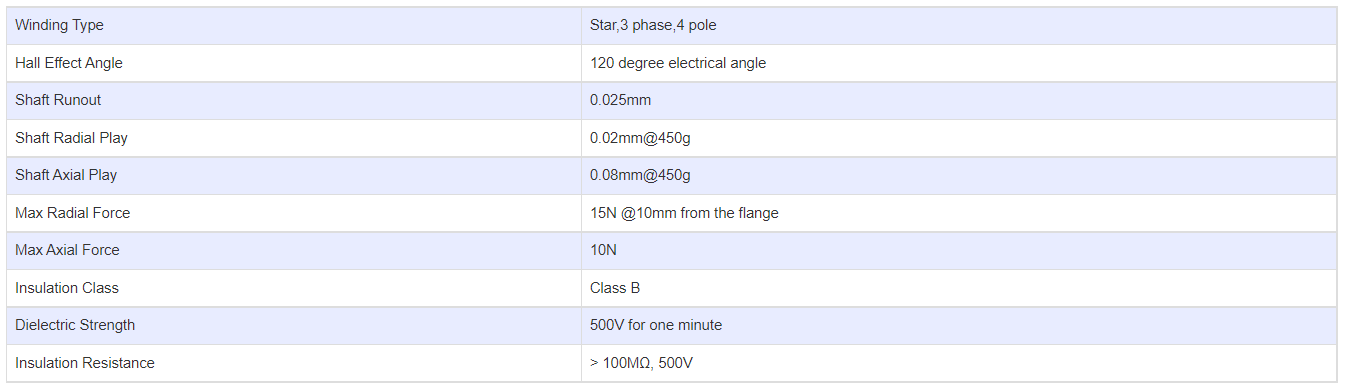 Winding Type Star,3 phase,4 pole
Hall Effect Angle 120 degree electrical angle
Shaft Runout 0.025mm
Shaft Radial Play 0.02mm@450g
Shaft Axial Play 0.08mm@450g
Max Radial Force 15N @10mm from the flange
Max Axial Force 10N
Insulation Class Class B
Dielectric Strength 500V for one minute
Insulation Resistance > 100MΩ, 500V